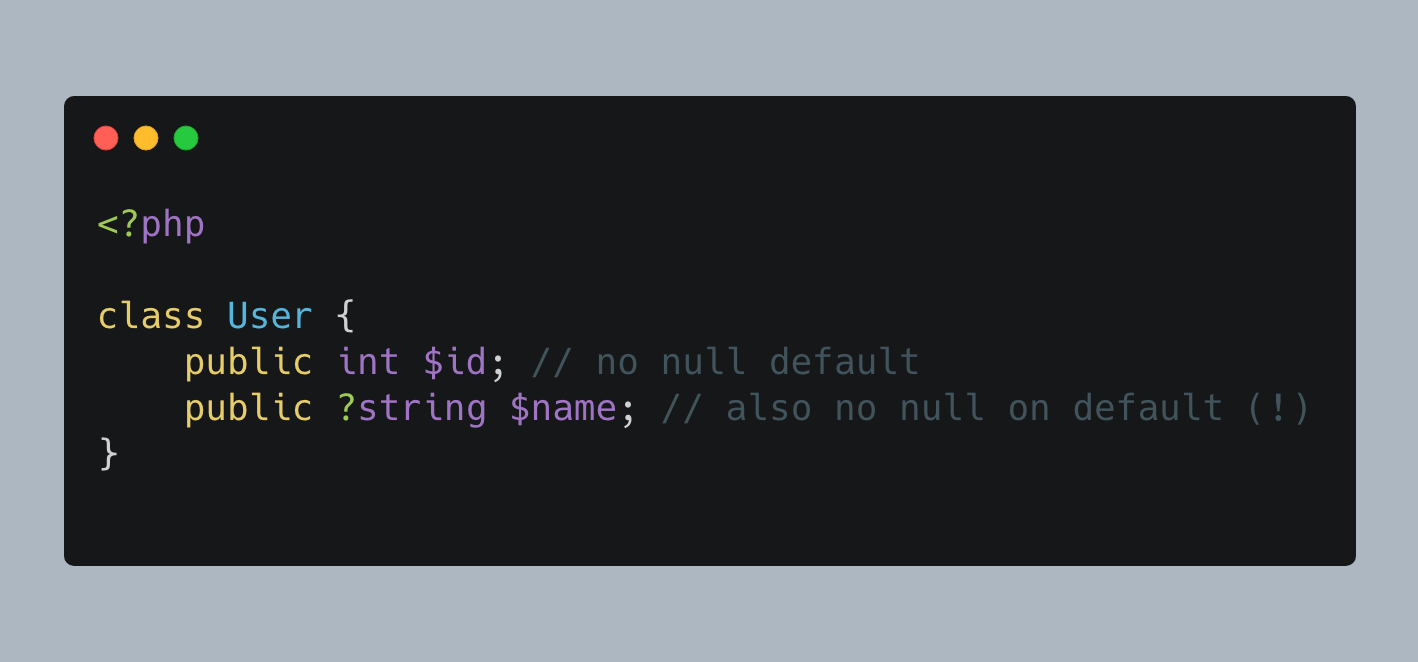 <?php
class User {
    public int $id; // no null default
    public ?string $name; // also no null on default (!)
}